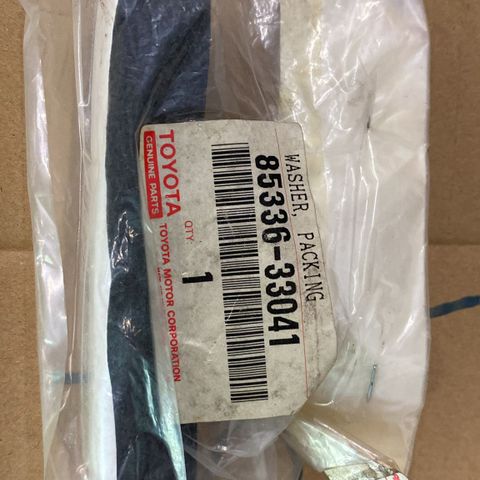 WASHER, PACKING
85336-33041
QTY.
1
TOYOTA
GENUINE PARTS
TOYOTA MOTOR CORPORATION